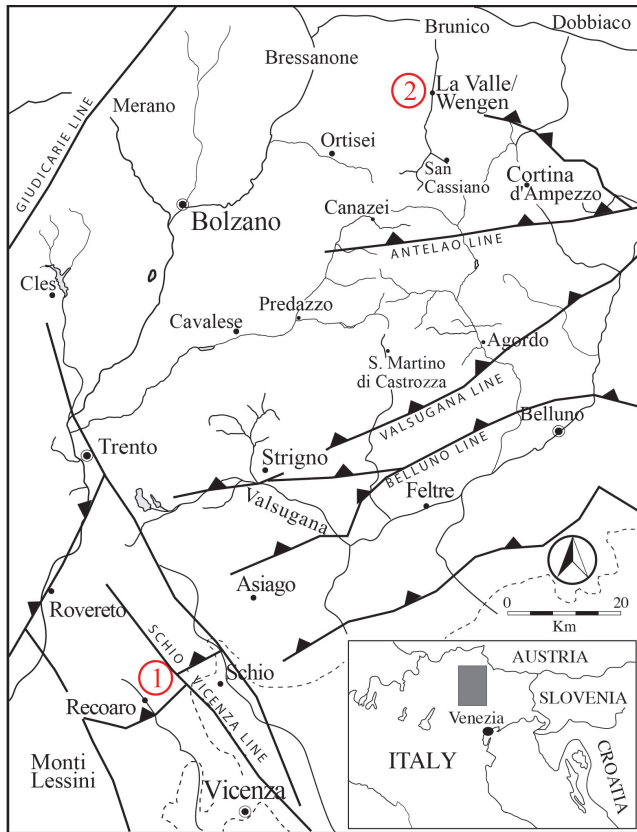 Brunico
Dobbiaco
Bressanone
2
La Valle/
Wengen
Merano
GIUDICARIE LINE
Ortisei
San
Cassiano
Cortina
d'Ampezzo
Bolzano
Canazei
ANTELAO LINE
Cles
Predazzo
Cavalese
Agordo
S. Martino
di Castrozza
VALSUGANA LINE
Belluno
BELLUNO LINE
Trento
Strigno
Valsugana
Feltre
Asiago
Rovereto
0 20
Km
SCHIO VICENZA LINE
1
Schio
Recoaro
Monti
Lessini
Vicenza
AUSTRIA
SLOVENIA
Venezia
ITALY
CROATIA